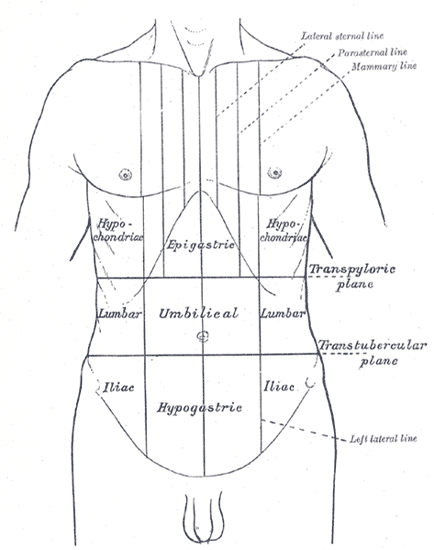 Lateral sternal line
Parasternal line
Mammary line
Hypo-
chondriac
Hypo-
chondriac
Epigastric
Transpyloric
plane
Lumbar
Umbilical
Lumbar
Transtubercular
plane
Iliac
Iliac
Hypogastric
Left lateral line